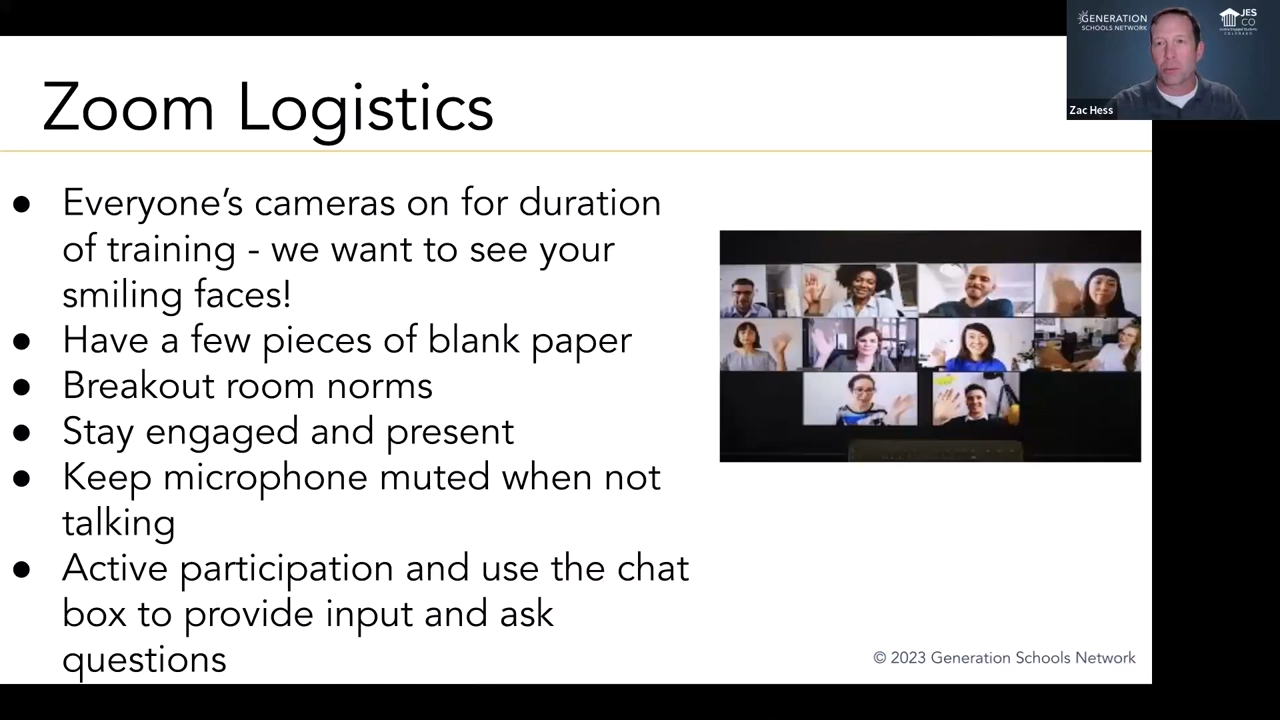 GENERATION
SCHOOLS NETWORK
JES
CO
COLORADO
Zac Hess
Zoom Logistics
● Everyone’s cameras on for duration
of training - we want to see your
smiling faces!
● Have a few pieces of blank paper
● Breakout room norms
● Stay engaged and present
● Keep microphone muted when not
talking
● Active participation and use the chat
box to provide input and ask
questions
© 2023 Generation Schools Network